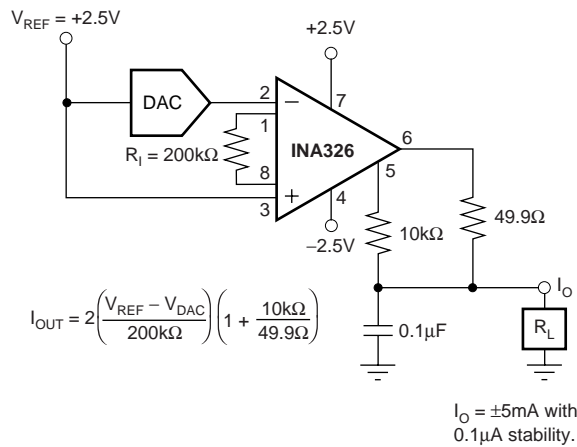 V_REF = +2.5V
+2.5V
DAC
2
−
7
1
R_I = 200kΩ
INA326
6
8
5
+
4
3
−2.5V
10kΩ
49.9Ω
I_O
I_OUT = 2 ( (V_REF − V_DAC) / 200kΩ ) ( 1 + 10kΩ / 49.9Ω )
0.1µF
R_L
I_O = ±5mA with
0.1µA stability.